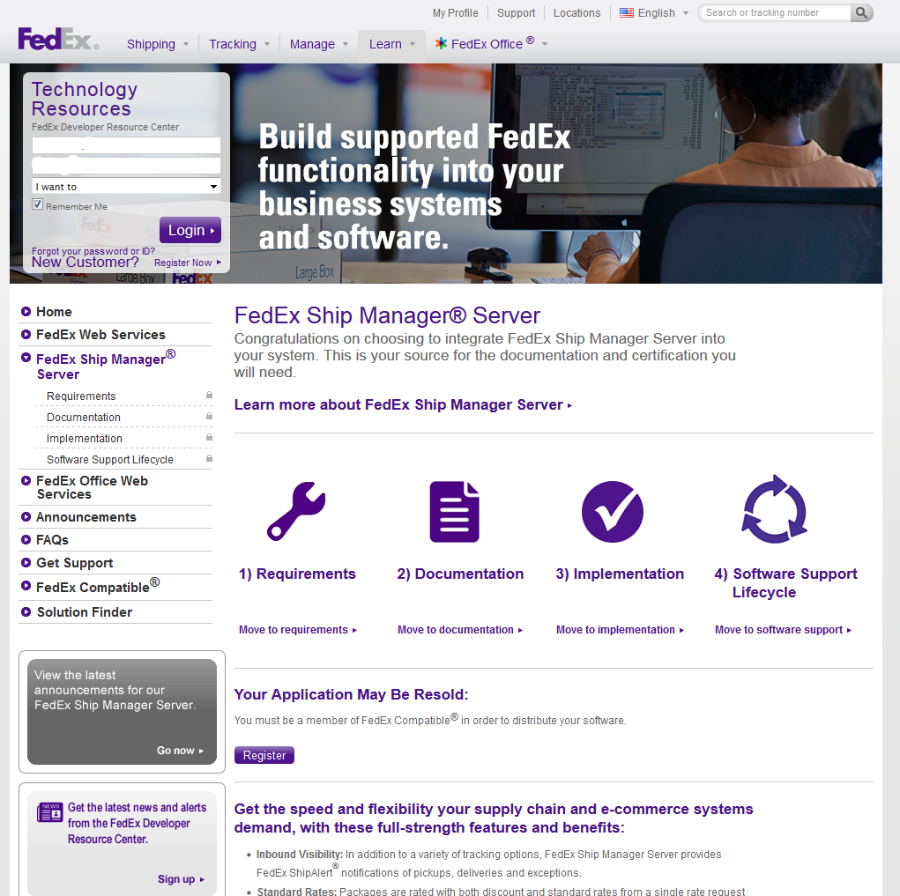 My Profile Support Locations English Search or tracking number
FedEx® Shipping Tracking Manage Learn FedEx Office ®
Technology
Resources
FedEx Developer Resource Center
I want to
Remember Me
Login
Forgot your password or ID?
New Customer? Register Now
Build supported FedEx
functionality into your
business systems
and software.
Large Box
FedEx
Home
FedEx Web Services
FedEx Ship Manager®
Server
Requirements
Documentation
Implementation
Software Support Lifecycle
FedEx Office Web
Services
Announcements
FAQs
Get Support
FedEx Compatible®
Solution Finder
View the latest
announcements for our
FedEx Ship Manager Server.
Go now
NEWS
Get the latest news and alerts
from the FedEx Developer
Resource Center.
Sign up
FedEx Ship Manager® Server
Congratulations on choosing to integrate FedEx Ship Manager Server into
your system. This is your source for the documentation and certification you
will need.
Learn more about FedEx Ship Manager Server
1) Requirements
Move to requirements
2) Documentation
Move to documentation
3) Implementation
Move to implementation
4) Software Support
Lifecycle
Move to software support
Your Application May Be Resold:
You must be a member of FedEx Compatible® in order to distribute your software.
Register
Get the speed and flexibility your supply chain and e-commerce systems
demand, with these full-strength features and benefits:
• Inbound Visibility: In addition to a variety of tracking options, FedEx Ship Manager Server provides
FedEx ShipAlert® notifications of pickups, deliveries and exceptions.
• Standard Rates: Packages are rated with both discount and standard rates from a single rate request